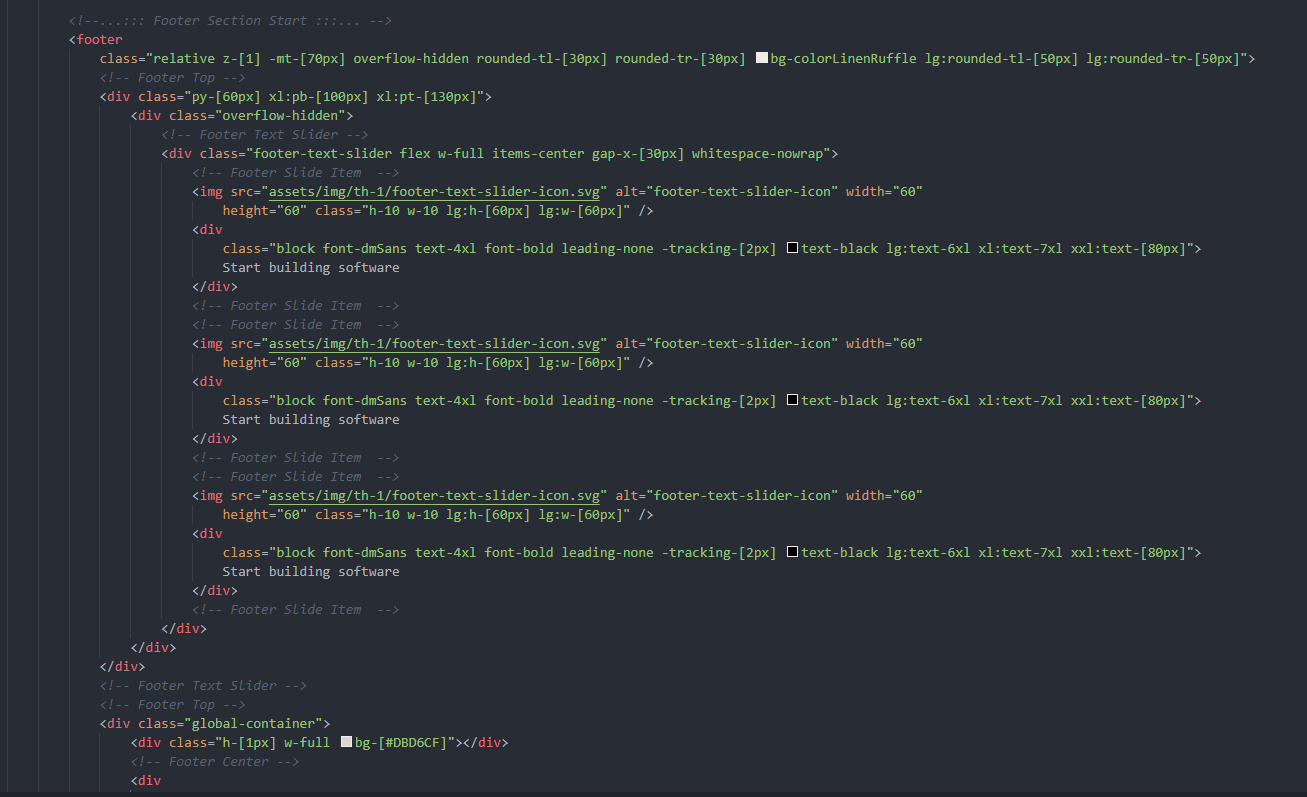 <!--...::: Footer Section Start :::... -->
<footer
class="relative z-[1] -mt-[70px] overflow-hidden rounded-tl-[30px] rounded-tr-[30px] bg-colorLinenRuffle lg:rounded-tl-[50px] lg:rounded-tr-[50px]">
<!-- Footer Top -->
<div class="py-[60px] xl:pb-[100px] xl:pt-[130px]">
<div class="overflow-hidden">
<!-- Footer Text Slider -->
<div class="footer-text-slider flex w-full items-center gap-x-[30px] whitespace-nowrap">
<!-- Footer Slide Item  -->
<img src="assets/img/th-1/footer-text-slider-icon.svg" alt="footer-text-slider-icon" width="60"
height="60" class="h-10 w-10 lg:h-[60px] lg:w-[60px]" />
<div
class="block font-dmSans text-4xl font-bold leading-none -tracking-[2px] text-black lg:text-6xl xl:text-7xl xxl:text-[80px]">
Start building software
</div>
<!-- Footer Slide Item  -->
<!-- Footer Slide Item  -->
<img src="assets/img/th-1/footer-text-slider-icon.svg" alt="footer-text-slider-icon" width="60"
height="60" class="h-10 w-10 lg:h-[60px] lg:w-[60px]" />
<div
class="block font-dmSans text-4xl font-bold leading-none -tracking-[2px] text-black lg:text-6xl xl:text-7xl xxl:text-[80px]">
Start building software
</div>
<!-- Footer Slide Item  -->
<!-- Footer Slide Item  -->
<img src="assets/img/th-1/footer-text-slider-icon.svg" alt="footer-text-slider-icon" width="60"
height="60" class="h-10 w-10 lg:h-[60px] lg:w-[60px]" />
<div
class="block font-dmSans text-4xl font-bold leading-none -tracking-[2px] text-black lg:text-6xl xl:text-7xl xxl:text-[80px]">
Start building software
</div>
<!-- Footer Slide Item  -->
</div>
</div>
</div>
<!-- Footer Text Slider -->
<!-- Footer Top -->
<div class="global-container">
<div class="h-[1px] w-full bg-[#DBD6CF]"></div>
<!-- Footer Center -->
<div